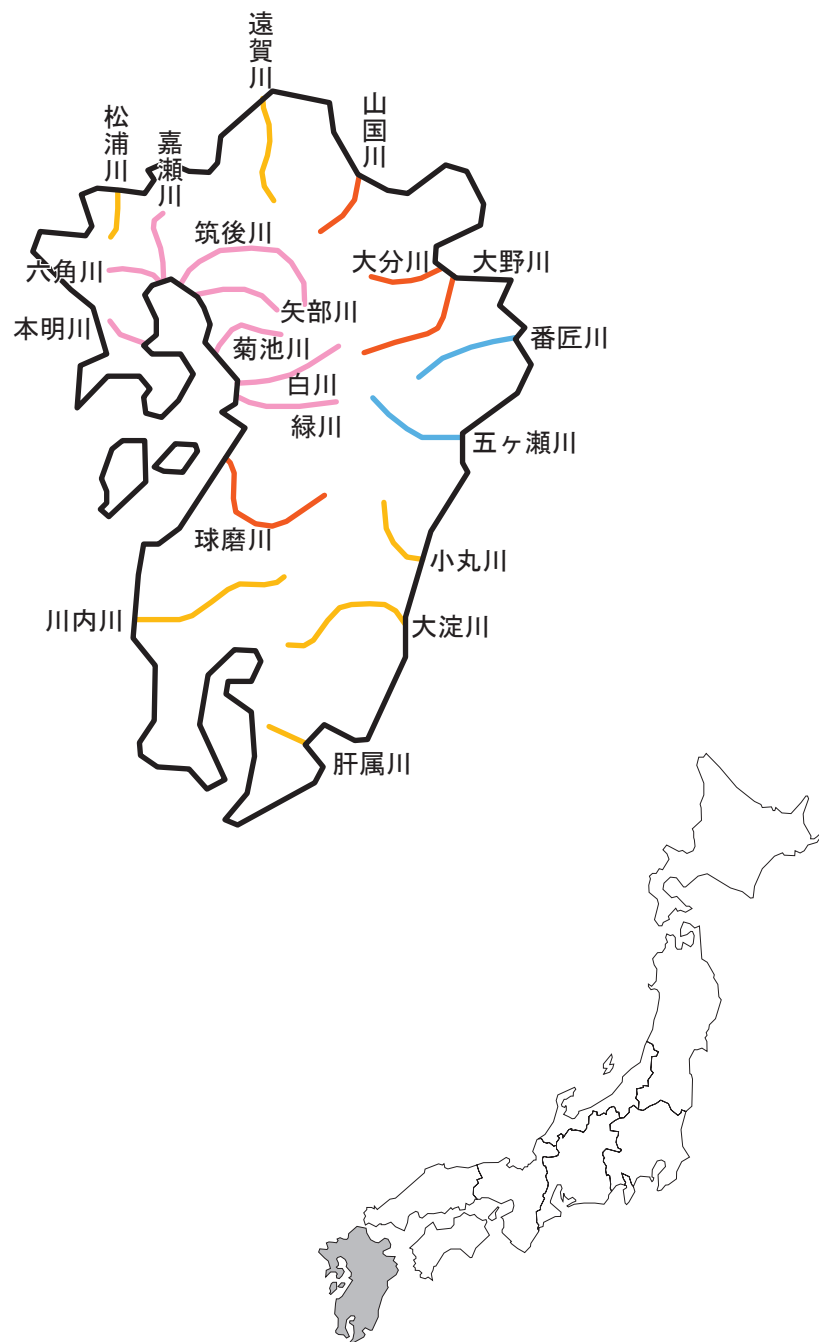 遠賀川
山国川
松浦川
嘉瀬川
筑後川
大分川
大野川
六角川
矢部川
本明川
菊池川
番匠川
白川
緑川
五ヶ瀬川
球磨川
小丸川
川内川
大淀川
肝属川